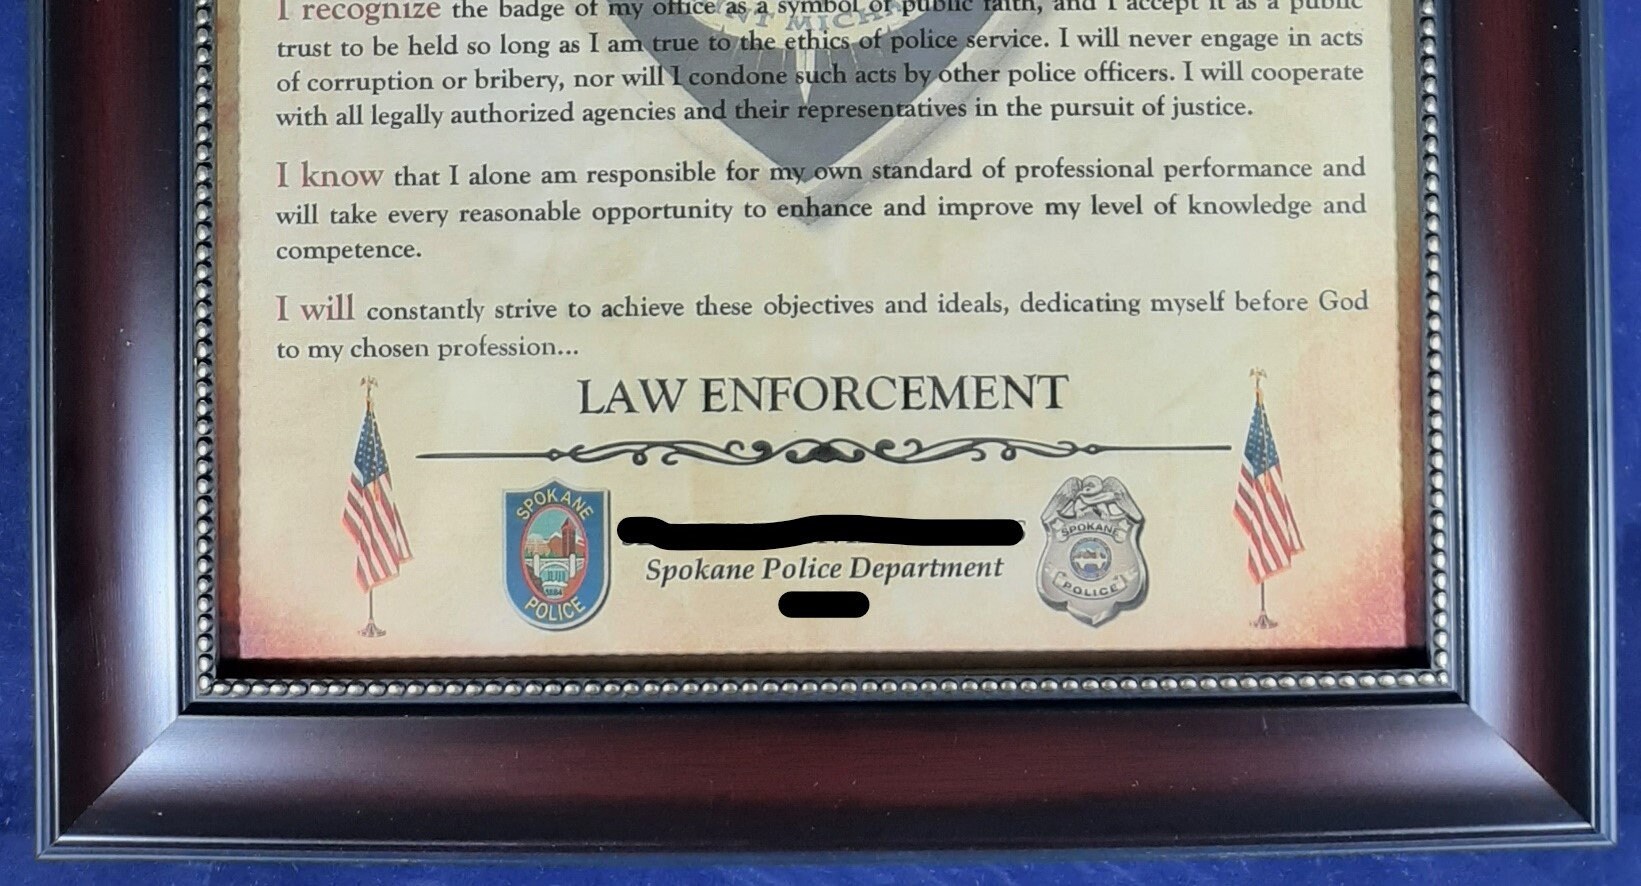 I recognize the badge of my office as a symbol of public faith, and I accept it as a public
trust to be held so long as I am true to the ethics of police service. I will never engage in acts
of corruption or bribery, nor will I condone such acts by other police officers. I will cooperate
with all legally authorized agencies and their representatives in the pursuit of justice.
I know that I alone am responsible for my own standard of professional performance and
will take every reasonable opportunity to enhance and improve my level of knowledge and
competence.
I will constantly strive to achieve these objectives and ideals, dedicating myself before God
to my chosen profession...
LAW ENFORCEMENT
SPOKANE
1884
POLICE
Spokane Police Department
SPOKANE
POLICE